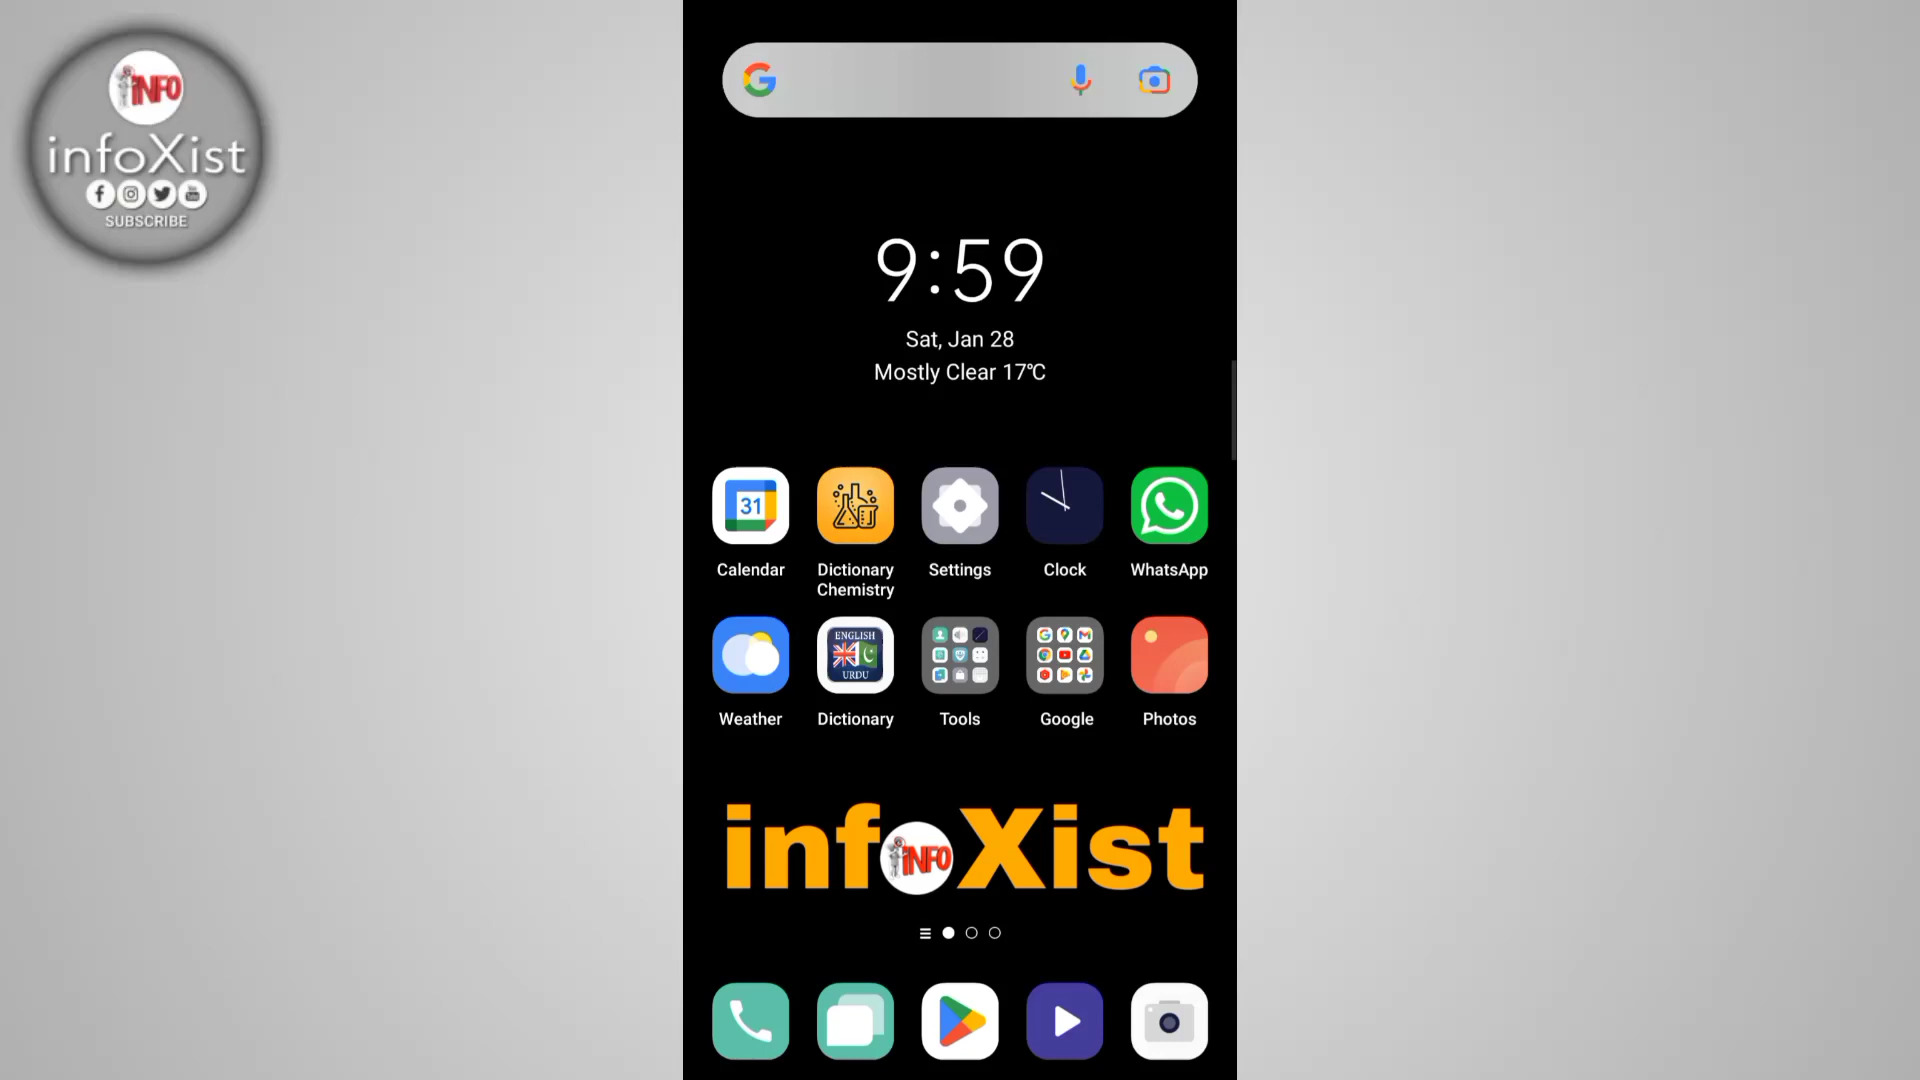 INFO
infoXist
SUBSCRIBE
9:59
Sat, Jan 28
Mostly Clear 17℃
31
Calendar
Dictionary
Chemistry
Settings
Clock
WhatsApp
ENGLISH
URDU
Weather
Dictionary
Tools
Google
Photos
infoXist
INFO